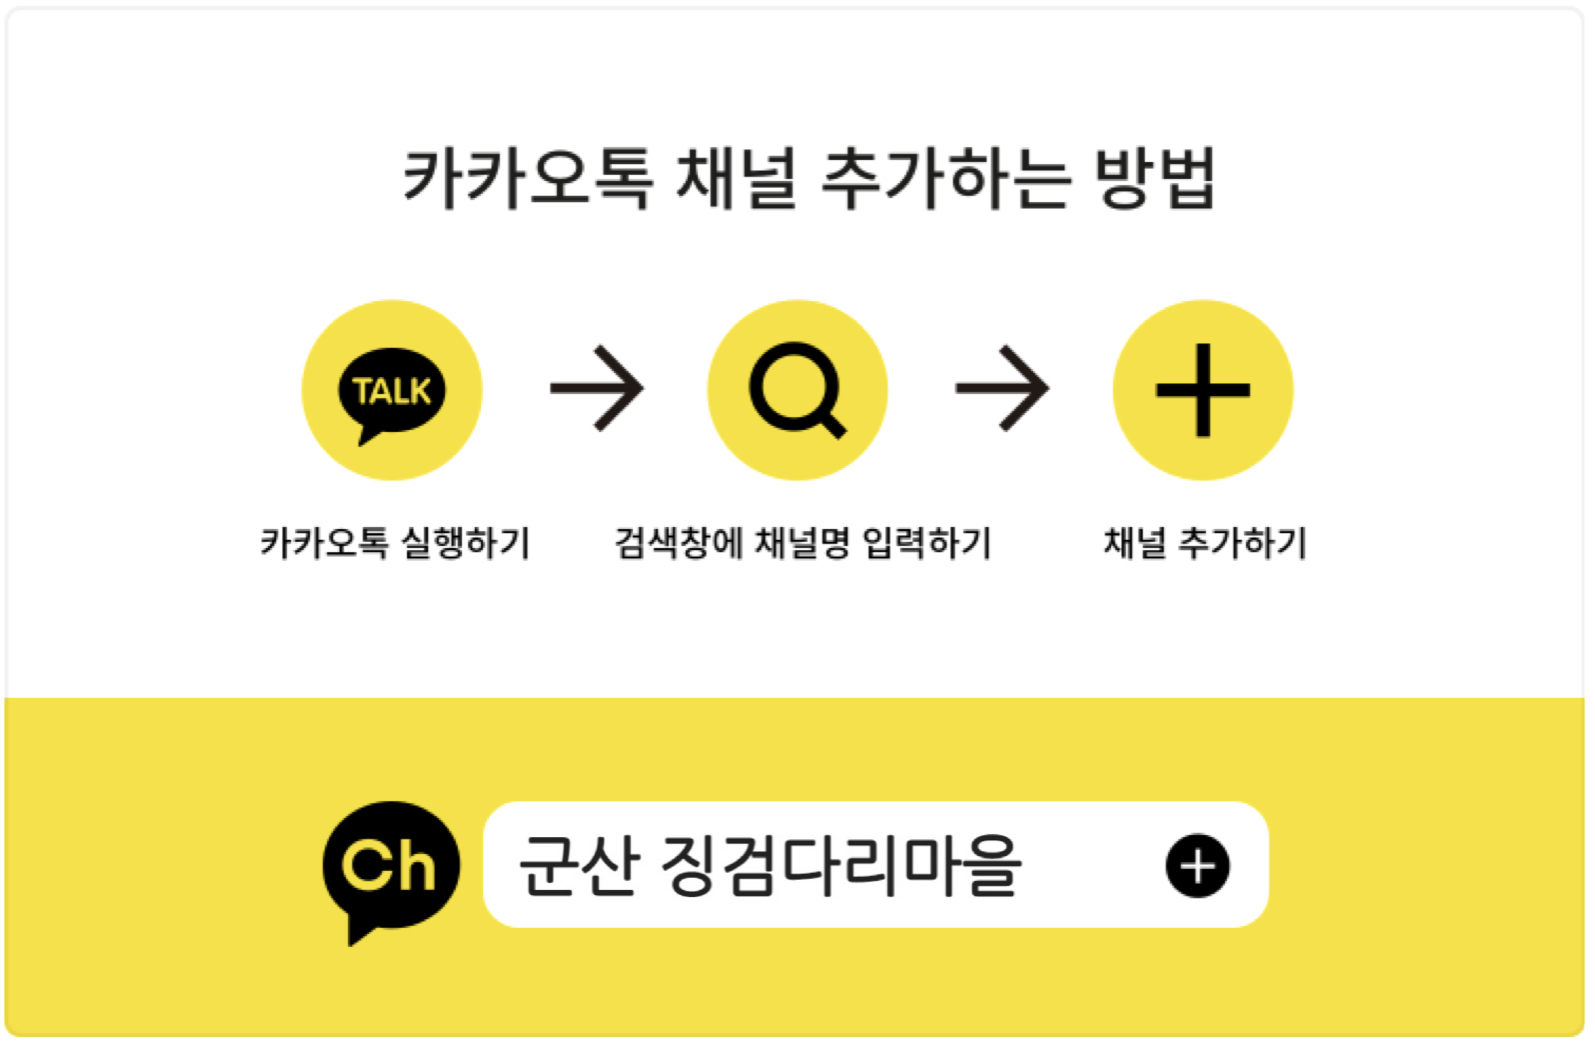 카카오톡 채널 추가하는 방법
TALK
카카오톡 실행하기
검색창에 채널명 입력하기
채널 추가하기
Ch
군산 징검다리마을